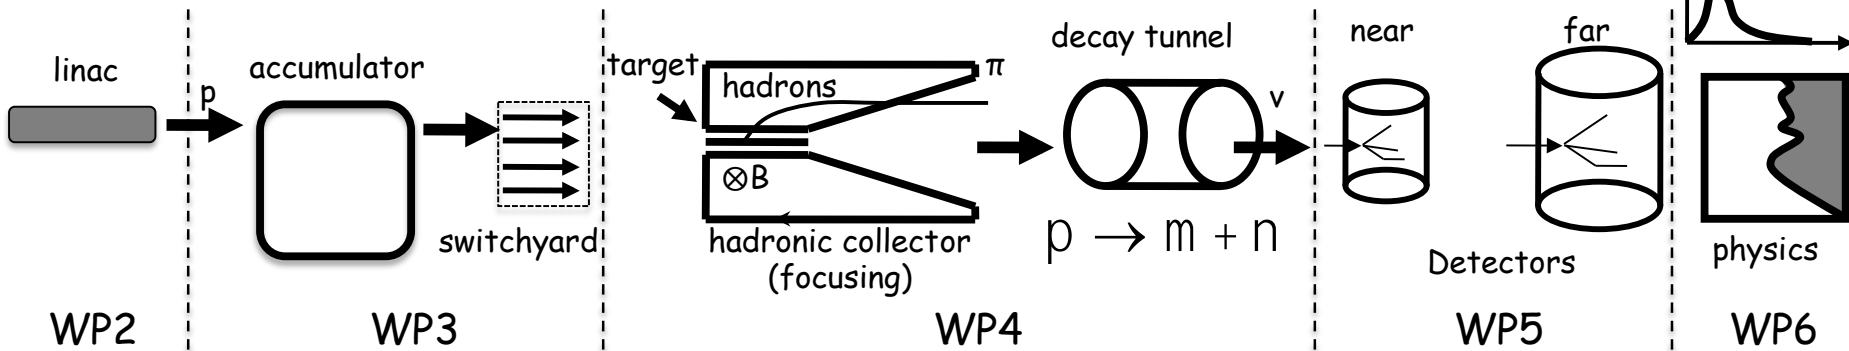 linac
p
accumulator
switchyard
target
hadrons
π
⊗B
hadronic collector
(focusing)
decay tunnel
ν
p → m + n
near
far
Detectors
physics
WP2
WP3
WP4
WP5
WP6